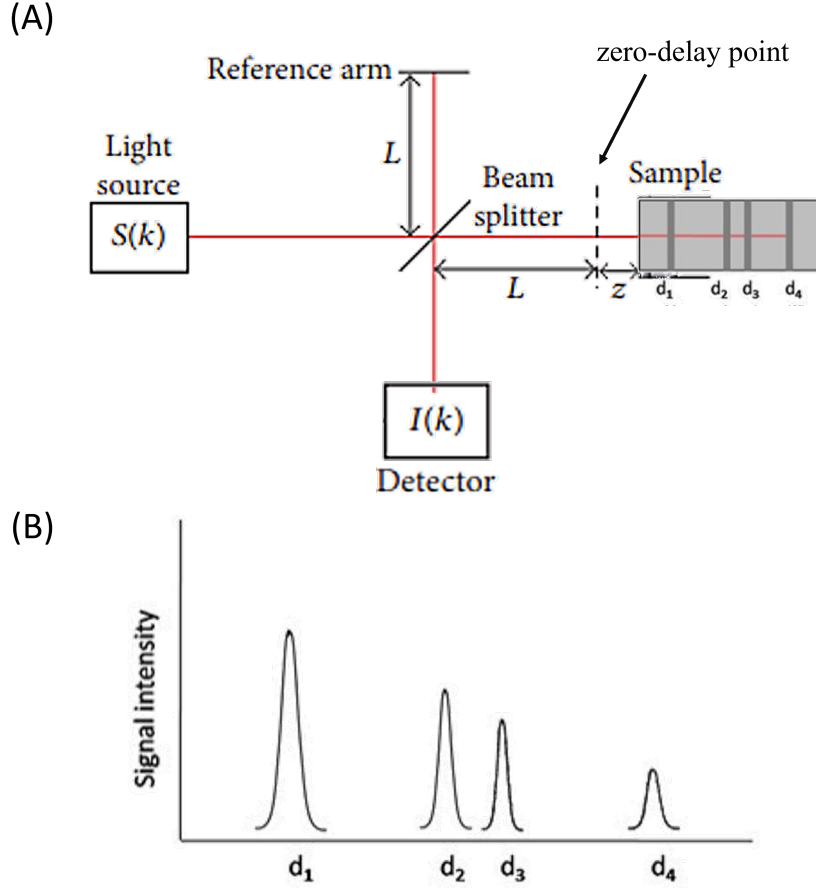 (A)
zero-delay point
Reference arm
Light
source
S(k)
L
Beam
splitter
Sample
L
z
d₁
d₂
d₃
d₄
I(k)
Detector
(B)
Signal intensity
d₁
d₂
d₃
d₄